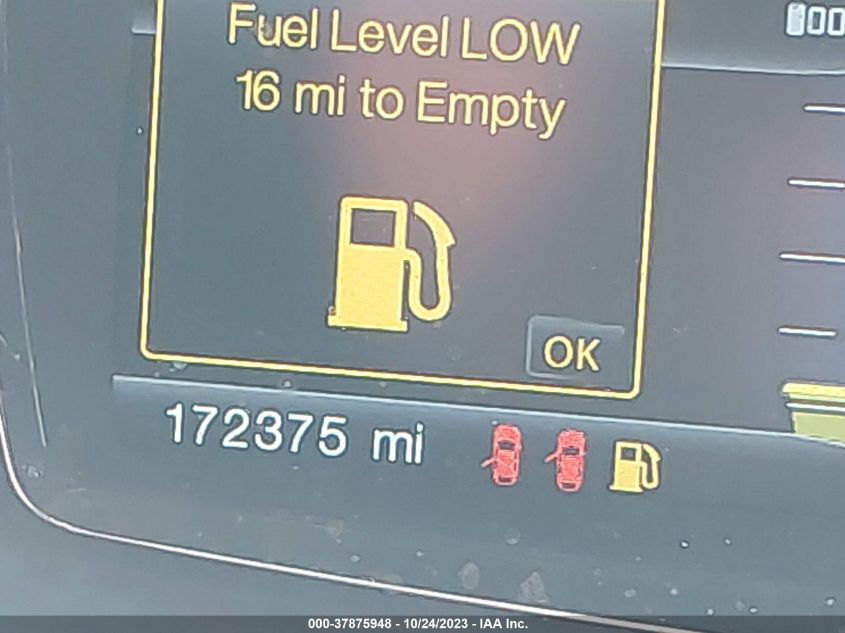 Fuel Level LOW
16 mi to Empty
OK
172375 mi
000-37875948 - 10/24/2023 - IAA Inc.